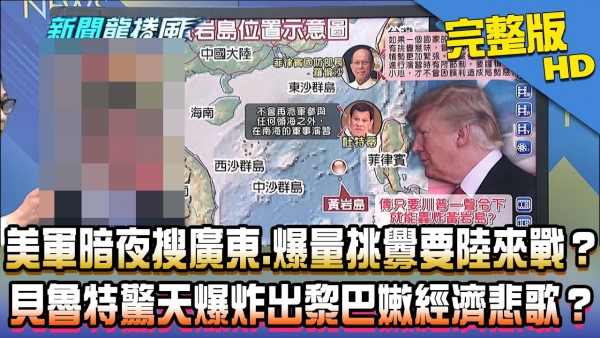 NEWS
新聞龍捲風
岩島位置示意圖
完整版
HD
中國大陸
菲律賓國防部長
羅倫沙
東沙群島
海南
不會再派軍參與
任何領海之外，
在南海的軍事演習
杜特蒂
西沙群島
中沙群島
菲律賓
黃岩島
傳只要川普一聲令下
就能轟炸黃岩島？
美軍暗夜搜廣東.爆量挑釁要陸來戰？
貝魯特驚天爆炸出黎巴嫩經濟悲歌？